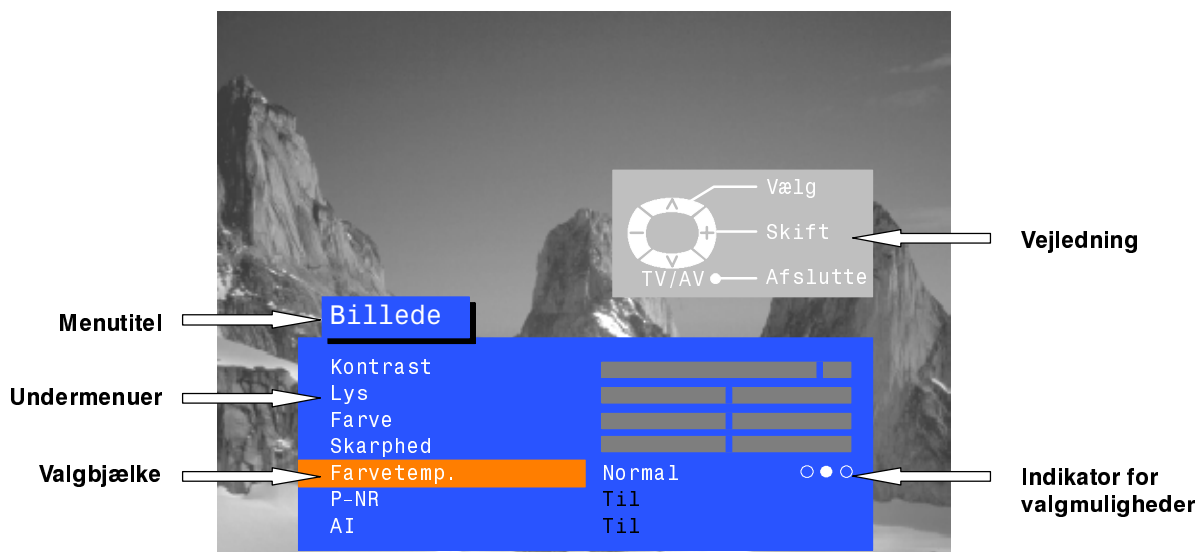 Vælg
Skift
TV/AV Afslutte
Vejledning
Menutitel
Billede
Kontrast
Undermenuer
Lys
Farve
Skarphed
Valgbjælke
Farvetemp. Normal
Indikator for
valgmuligheder
P-NR Til
AI Til